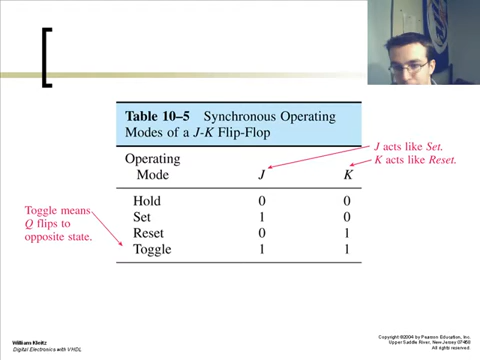 Table 10–5 Synchronous Operating
Modes of a J-K Flip-Flop
J acts like Set.
K acts like Reset.
Operating
Mode J K
Hold 0 0
Set 1 0
Reset 0 1
Toggle 1 1
Toggle means
Q flips to
opposite state.
William Kleitz
Digital Electronics with VHDL
Copyright ©2004 by Pearson Education, Inc.
Upper Saddle River, New Jersey 07458
All rights reserved.